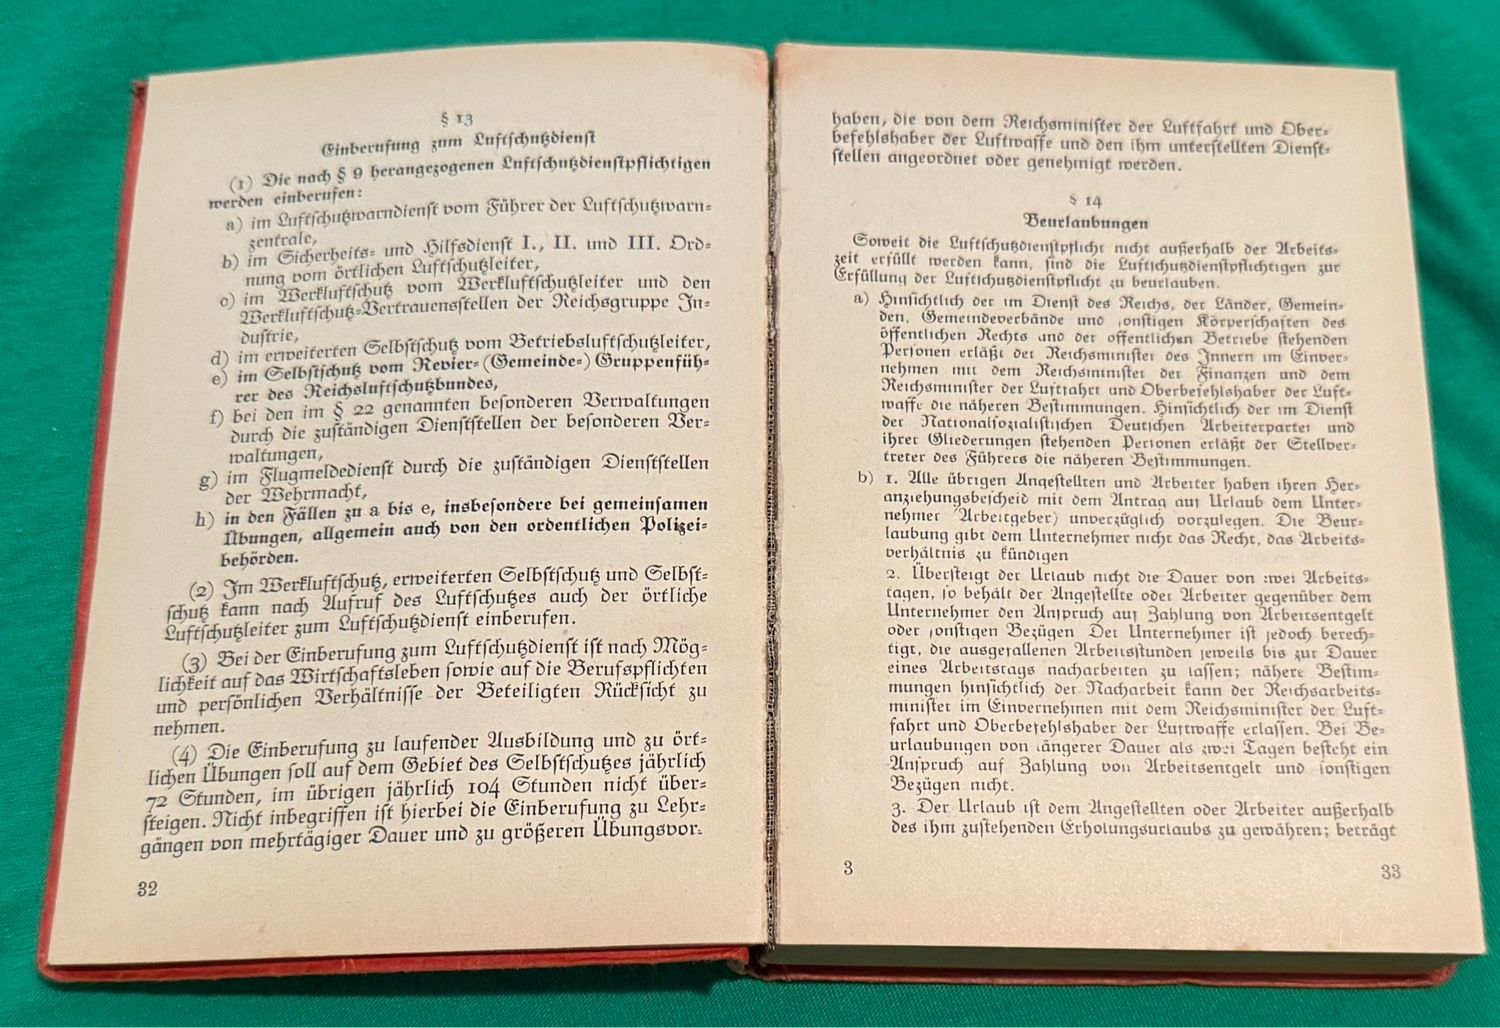 § 13
Einberufung zum Luftschutzdienst
(1) Die nach § 9 herangezogenen Luftschutzdienstpflichtigen
werden einberufen:
a) im Luftschutzwarndienst vom Führer der Luftschutzwarn-
zentrale,
b) im Sicherheits- und Hilfsdienst I., II. und III. Ord-
nung vom örtlichen Luftschutzleiter,
c) im Werkluftschutz vom Werkluftschutzleiter und den
Werkluftschutz-Vertrauensstellen der Reichsgruppe In-
dustrie,
d) im erweiterten Selbstschutz vom Betriebsluftschutzleiter,
e) im Selbstschutz vom Revier-(Gemeinde-) Gruppenfüh-
rer des Reichsluftschutzbundes,
f) bei den im § 22 genannten besonderen Verwaltungen
durch die zuständigen Dienststellen der besonderen Ver-
waltungen,
g) im Flugmeldedienst durch die zuständigen Dienststellen
der Wehrmacht,
h) in den Fällen zu a bis e, insbesondere bei gemeinsamen
Übungen, allgemein auch von den ordentlichen Polizei-
behörden.
(2) Im Werkluftschutz, erweiterten Selbstschutz und Selbst-
schutz kann nach Aufruf des Luftschutzes auch der örtliche
Luftschutzleiter zum Luftschutzdienst einberufen.
(3) Bei der Einberufung zum Luftschutzdienst ist nach Mög-
lichkeit auf das Wirtschaftsleben sowie auf die Berufspflichten
und persönlichen Verhältnisse der Beteiligten Rücksicht zu
nehmen.
(4) Die Einberufung zu laufender Ausbildung und zu ört-
lichen Übungen soll auf dem Gebiet des Selbstschutzes jährlich
72 Stunden, im übrigen jährlich 104 Stunden nicht über-
steigen. Nicht inbegriffen ist hierbei die Einberufung zu Lehr-
gängen von mehrtägiger Dauer und zu größeren Übungsvor-
32
haben, die von dem Reichsminister der Luftfahrt und Ober-
befehlshaber der Luftwaffe und den ihm unterstellten Dienst-
stellen angeordnet oder genehmigt werden.
§ 14
Beurlaubungen
Soweit die Luftschutzdienstpflicht nicht außerhalb der Arbeits-
zeit erfüllt werden kann, sind die Luftschutzdienstpflichtigen zur
Erfüllung der Luftschutzdienstpflicht zu beurlauben.
a) Hinsichtlich der im Dienst des Reichs, der Länder, Gemein-
den, Gemeindeverbände und sonstigen Körperschaften des
öffentlichen Rechts und der öffentlichen Betriebe stehenden
Personen erläßt der Reichsminister des Innern im Einver-
nehmen mit dem Reichsminister der Finanzen und dem
Reichsminister der Luftfahrt und Oberbefehlshaber der Luft-
waffe die näheren Bestimmungen. Hinsichtlich der im Dienst
der Nationalsozialistischen Deutschen Arbeiterpartei und
ihrer Gliederungen stehenden Personen erläßt der Stellver-
treter des Führers die näheren Bestimmungen.
b) 1. Alle übrigen Angestellten und Arbeiter haben ihren Her-
anziehungsbescheid mit dem Antrag auf Urlaub dem Unter-
nehmer (Arbeitgeber) unverzüglich vorzulegen. Die Beur-
laubung gibt dem Unternehmer nicht das Recht, das Arbeits-
verhältnis zu kündigen
2. Übersteigt der Urlaub nicht die Dauer von zwei Arbeits-
tagen, so behält der Angestellte oder Arbeiter gegenüber dem
Unternehmer den Anspruch auf Zahlung von Arbeitsentgelt
oder sonstigen Bezügen Der Unternehmer ist jedoch berech-
tigt, die ausgefallenen Arbeitsstunden jeweils bis zur Dauer
eines Arbeitstags nacharbeiten zu lassen; nähere Bestim-
mungen hinsichtlich der Nacharbeit kann der Reichsarbeits-
minister im Einvernehmen mit dem Reichsminister der Luft-
fahrt und Oberbefehlshaber der Luftwaffe erlassen. Bei Be-
urlaubungen von längerer Dauer als zwei Tagen besteht ein
Anspruch auf Zahlung von Arbeitsentgelt und sonstigen
Bezügen nicht.
3. Der Urlaub ist dem Angestellten oder Arbeiter außerhalb
des ihm zustehenden Erholungsurlaubs zu gewähren; beträgt
3
33